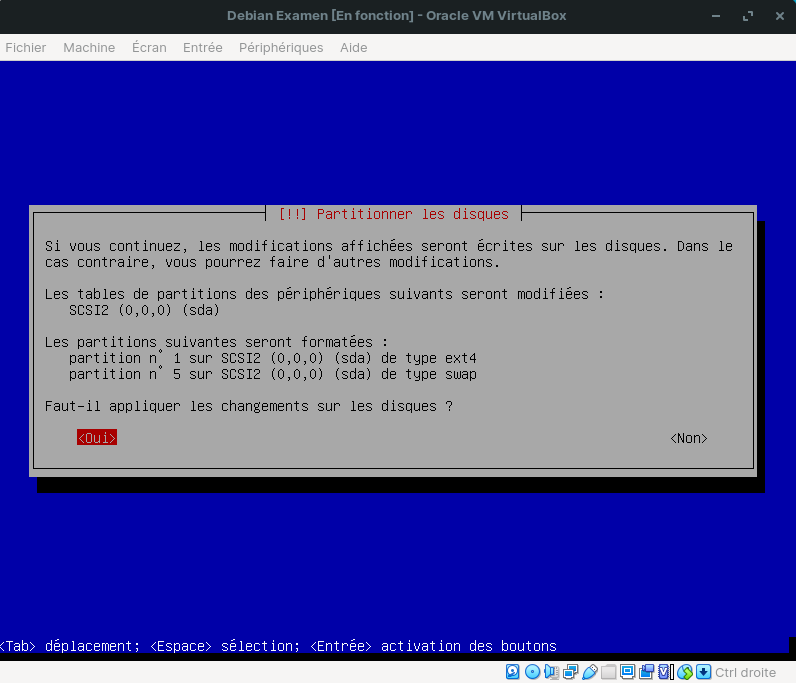 Debian Examen [En fonction] - Oracle VM VirtualBox
Fichier Machine Écran Entrée Périphériques Aide
[!!] Partitionner les disques
Si vous continuez, les modifications affichées seront écrites sur les disques. Dans le
cas contraire, vous pourrez faire d'autres modifications.
Les tables de partitions des périphériques suivants seront modifiées :
SCSI2 (0,0,0) (sda)
Les partitions suivantes seront formatées :
partition n° 1 sur SCSI2 (0,0,0) (sda) de type ext4
partition n° 5 sur SCSI2 (0,0,0) (sda) de type swap
Faut-il appliquer les changements sur les disques ?
<Oui> <Non>
<Tab> déplacement; <Espace> sélection; <Entrée> activation des boutons
Ctrl droite